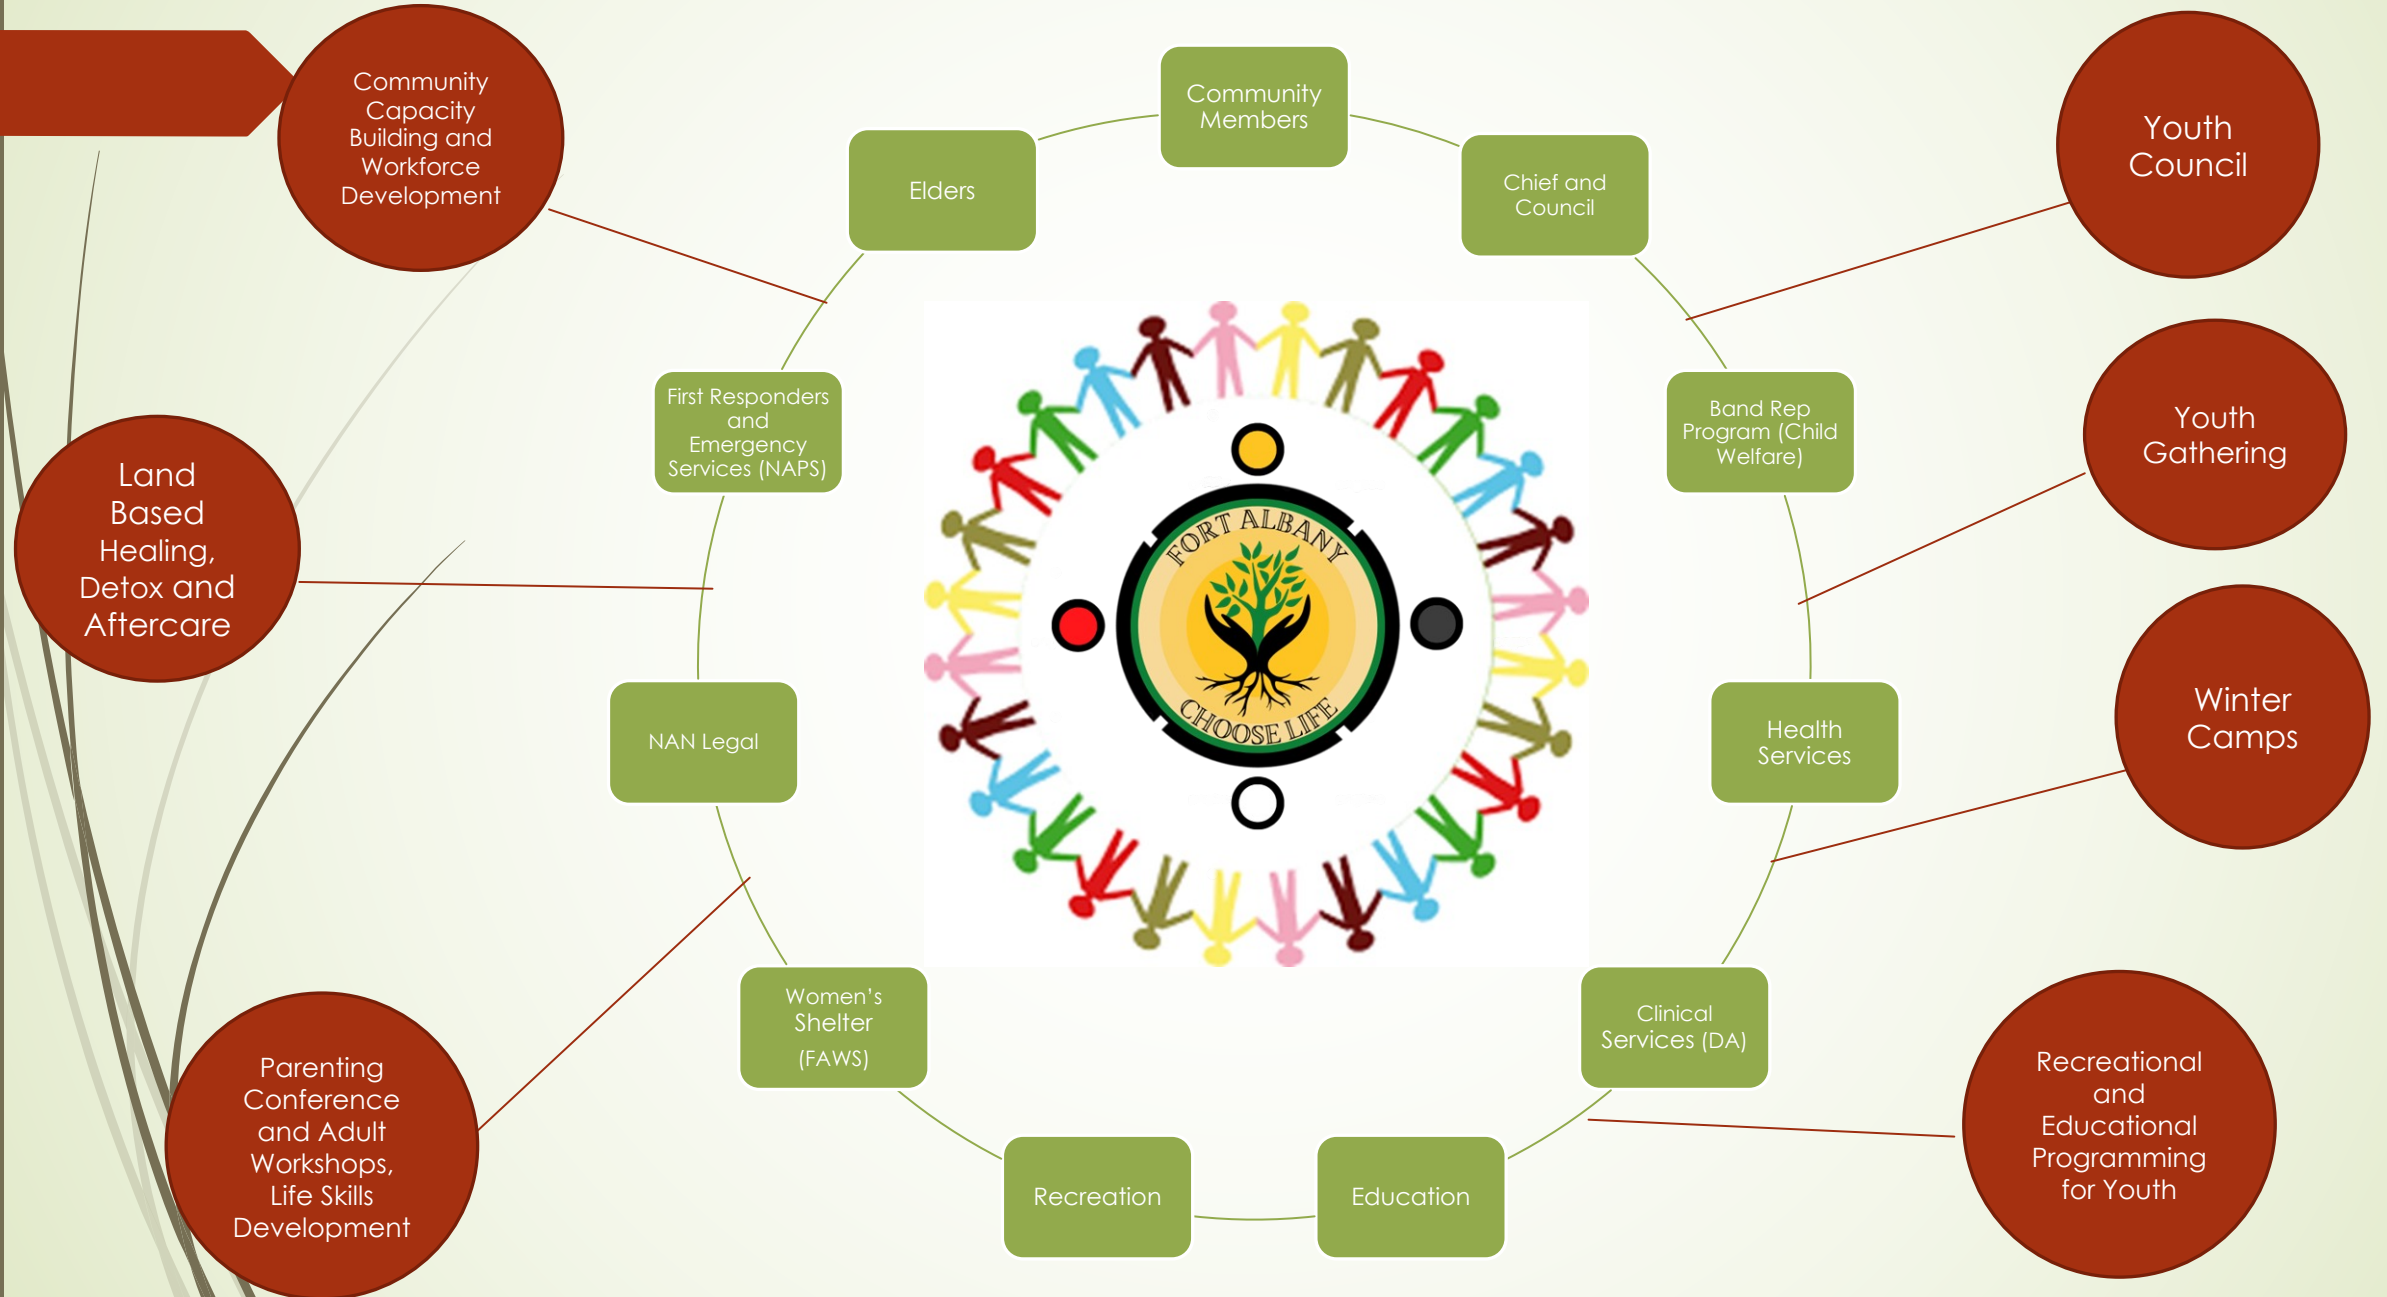 Community
Capacity
Building and
Workforce
Development
Community
Members
Elders
Chief and
Council
Youth
Council
First Responders
and
Emergency
Services (NAPS)
Band Rep
Program (Child
Welfare)
Youth
Gathering
Land
Based
Healing,
Detox and
Aftercare
FORT ALBANY
CHOOSE LIFE
NAN Legal
Health
Services
Winter
Camps
Women’s
Shelter
(FAWS)
Clinical
Services (DA)
Parenting
Conference
and Adult
Workshops,
Life Skills
Development
Recreation
Education
Recreational
and
Educational
Programming
for Youth